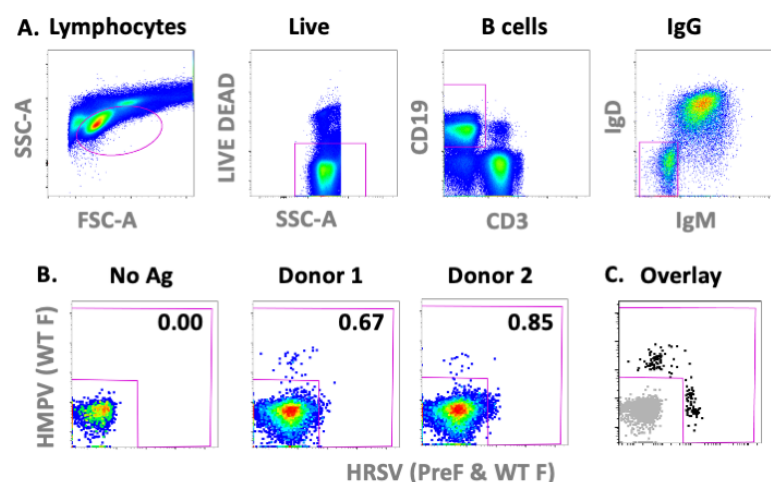 A. Lymphocytes Live B cells IgG
SSC-A LIVE DEAD CD19 IgD
FSC-A SSC-A CD3 IgM
B. No Ag Donor 1 Donor 2 C. Overlay
0.00 0.67 0.85
HMPV (WT F)
HRSV (PreF & WT F)